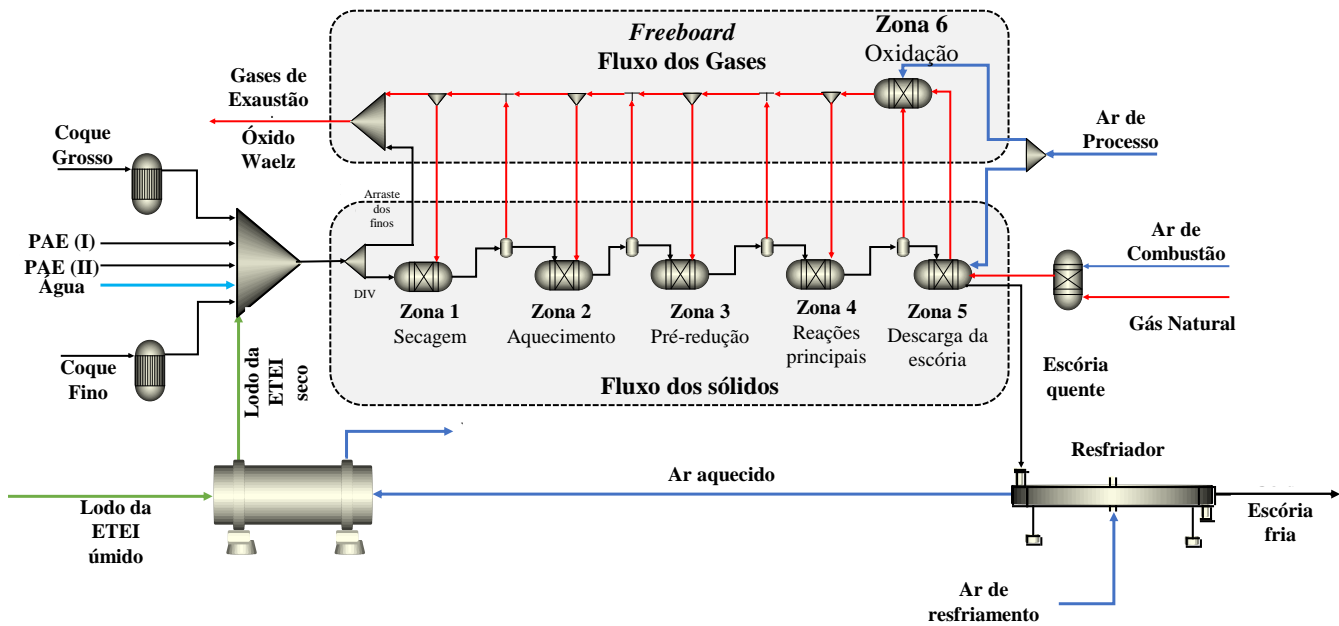 Freeboard
Fluxo dos Gases
Zona 6
Oxidação
Gases de
Exaustão
Óxido
Waelz
Ar de
Processo
Coque
Grosso
PAE (I)
PAE (II)
Água
Coque
Fino
Arraste
dos
finos
DIV
Zona 1
Secagem
Zona 2
Aquecimento
Zona 3
Pré-redução
Zona 4
Reações
principais
Zona 5
Descarga da
escória
Fluxo dos sólidos
Ar de
Combustão
Gás Natural
Lodo da
ETEI
seco
Escória
quente
Resfriador
Ar aquecido
Lodo da
ETEI
úmido
Escória
fria
Ar de
resfriamento